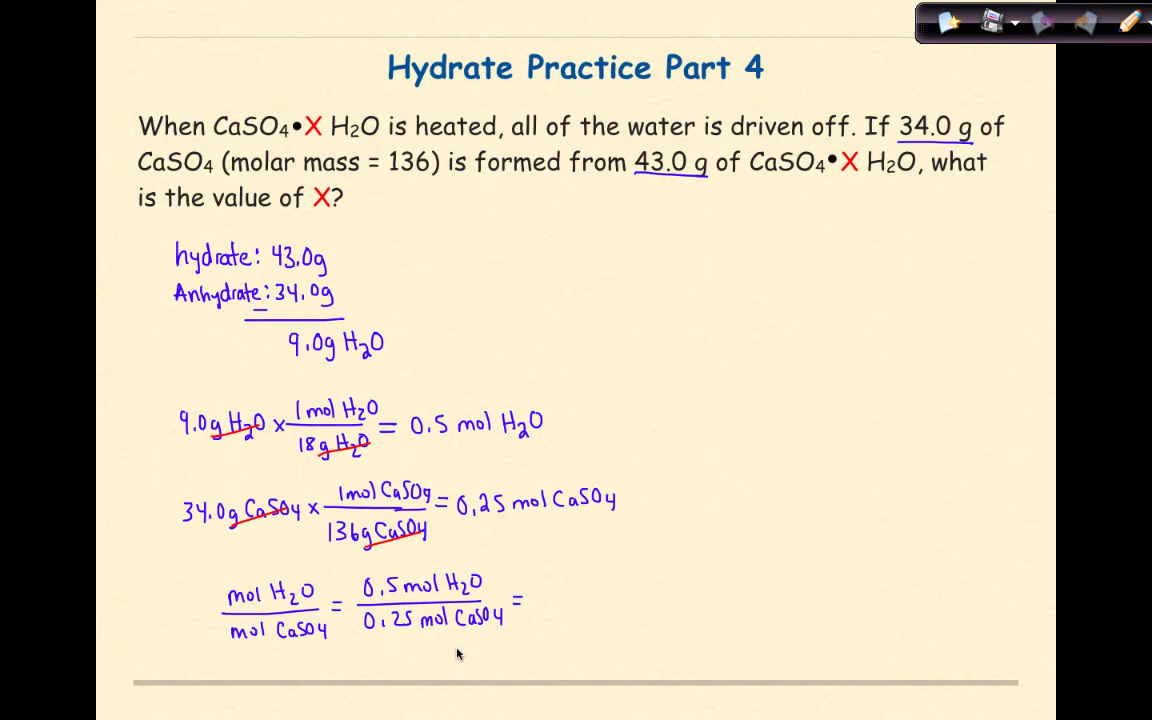 Hydrate Practice Part 4
When CaSO₄•X H₂O is heated, all of the water is driven off. If 34.0 g of
CaSO₄ (molar mass = 136) is formed from 43.0 g of CaSO₄•X H₂O, what
is the value of X?
hydrate: 43.0g
Anhydrate: 34.0g
–
9.0g H₂O
9.0g H₂O x 1 mol H₂O / 18g H₂O = 0.5 mol H₂O
34.0g CaSO₄ x 1 mol CaSO₄ / 136g CaSO₄ = 0.25 mol CaSO₄
mol H₂O / mol CaSO₄ = 0.5 mol H₂O / 0.25 mol CaSO₄ =